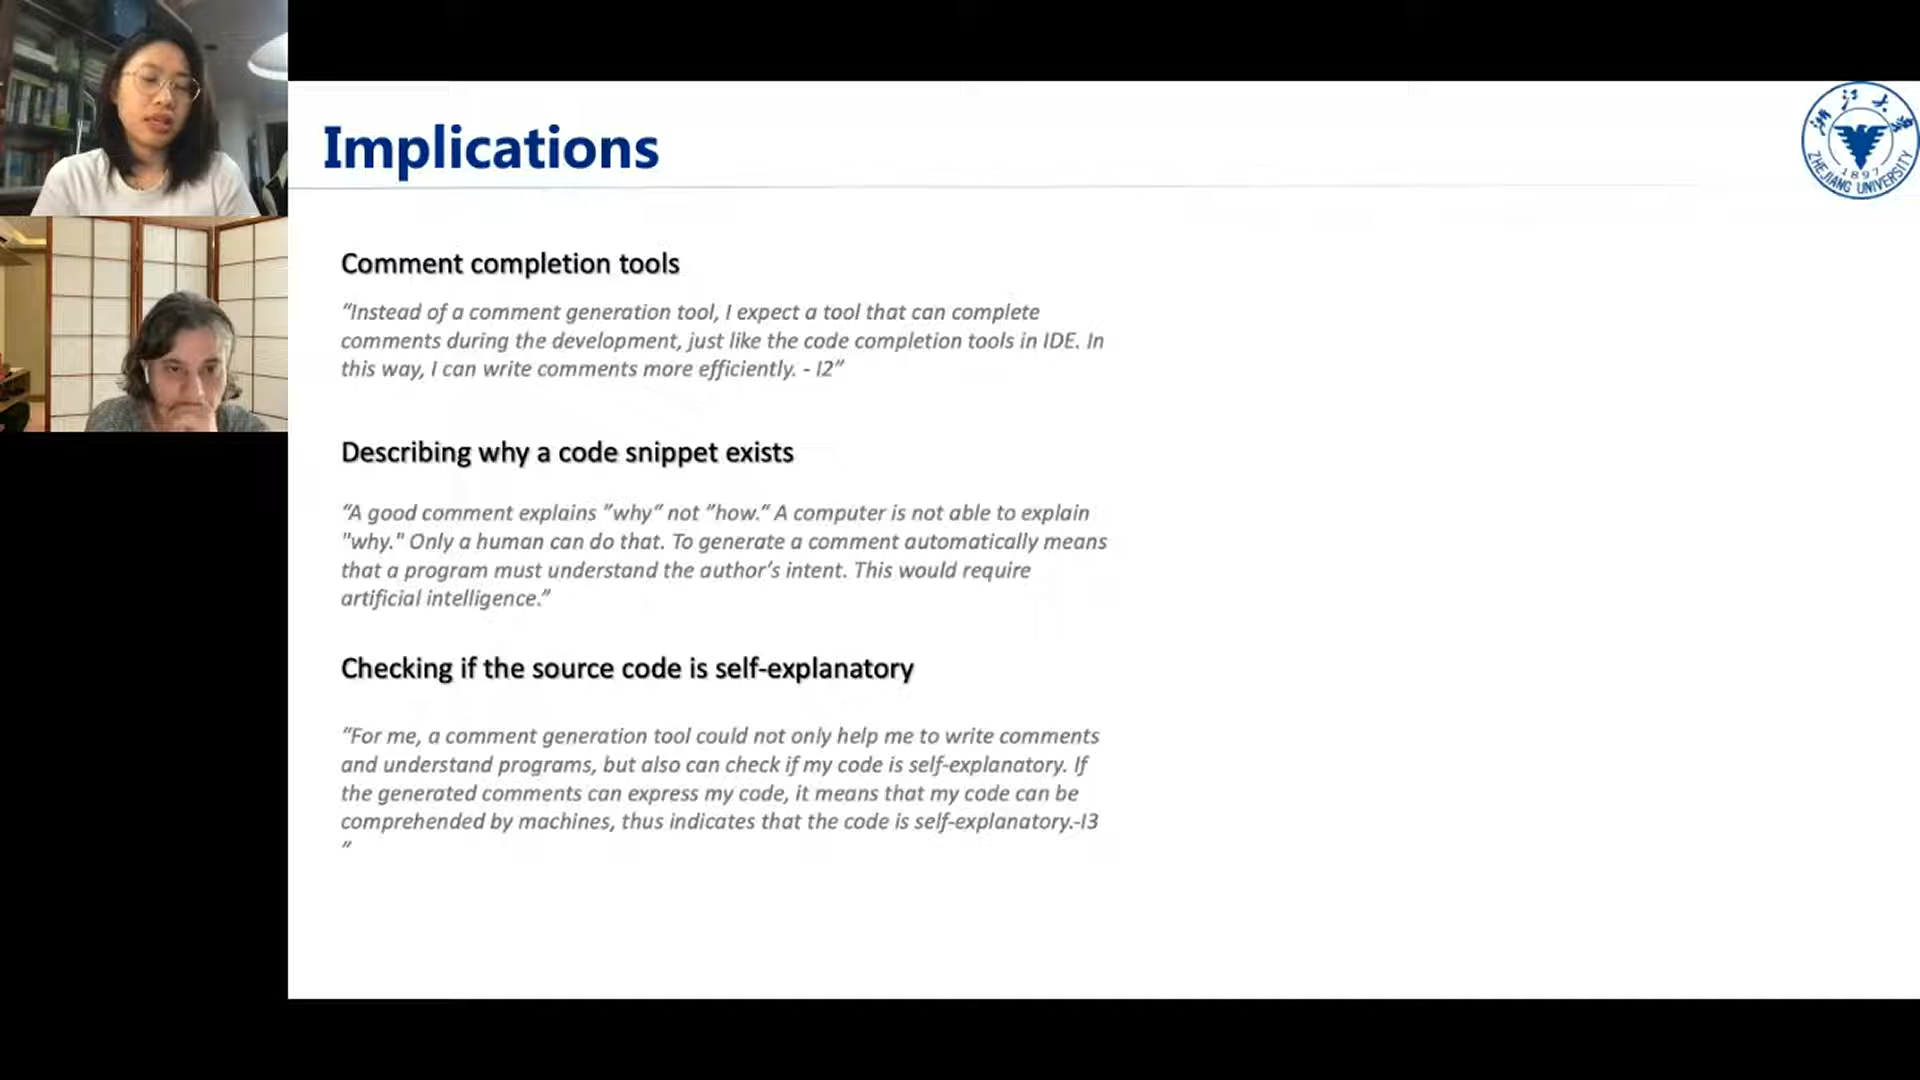 Implications
浙江大學
ZHEJIANG UNIVERSITY
1897
Comment completion tools
“Instead of a comment generation tool, I expect a tool that can complete
comments during the development, just like the code completion tools in IDE. In
this way, I can write comments more efficiently. - I2”
Describing why a code snippet exists
“A good comment explains ”why“ not ”how.“ A computer is not able to explain
"why." Only a human can do that. To generate a comment automatically means
that a program must understand the author’s intent. This would require
artificial intelligence.”
Checking if the source code is self-explanatory
“For me, a comment generation tool could not only help me to write comments
and understand programs, but also can check if my code is self-explanatory. If
the generated comments can express my code, it means that my code can be
comprehended by machines, thus indicates that the code is self-explanatory.-I3
”